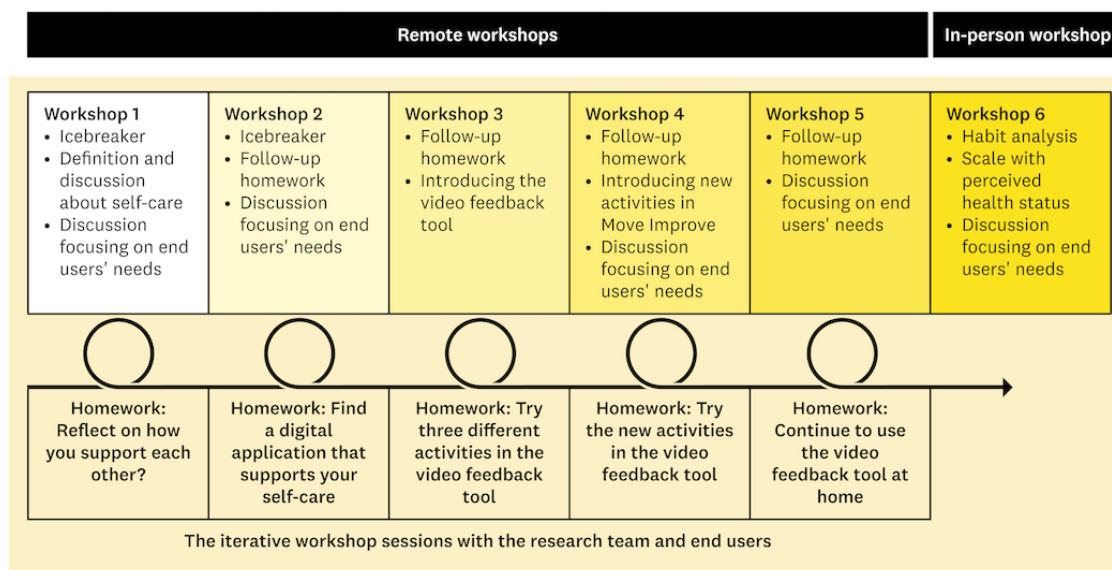 Remote workshops
In-person workshop
Workshop 1
• Icebreaker
• Definition and
discussion
about self-care
• Discussion
focusing on end
users' needs
Workshop 2
• Icebreaker
• Follow-up
homework
• Discussion
focusing on end
users' needs
Workshop 3
• Follow-up
homework
• Introducing the
video feedback
tool
Workshop 4
• Follow-up
homework
• Introducing new
activities in
Move Improve
• Discussion
focusing on end
users' needs
Workshop 5
• Follow-up
homework
• Discussion
focusing on end
users' needs
Workshop 6
• Habit analysis
• Scale with
perceived
health status
• Discussion
focusing on end
users' needs
Homework:
Reflect on how
you support each
other?
Homework: Find
a digital
application that
supports your
self-care
Homework: Try
three different
activities in the
video feedback
tool
Homework: Try
the new activities
in the video
feedback tool
Homework:
Continue to use
the video
feedback tool at
home
The iterative workshop sessions with the research team and end users